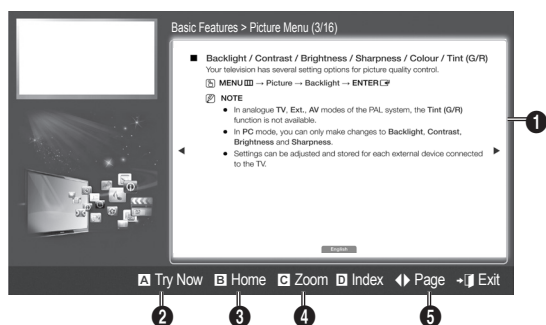 Basic Features > Picture Menu (3/16)
■ Backlight / Contrast / Brightness / Sharpness / Colour / Tint (G/R)
Your television has several setting options for picture quality control.
MENU → Picture → Backlight → ENTER
NOTE
● In analogue TV, Ext., AV modes of the PAL system, the Tint (G/R)
function is not available.
● In PC mode, you can only make changes to Backlight, Contrast,
Brightness and Sharpness.
● Settings can be adjusted and stored for each external device connected
to the TV.
◀ ▶
1
English
A Try Now B Home C Zoom D Index ◀▶ Page Exit
2 3 4 5